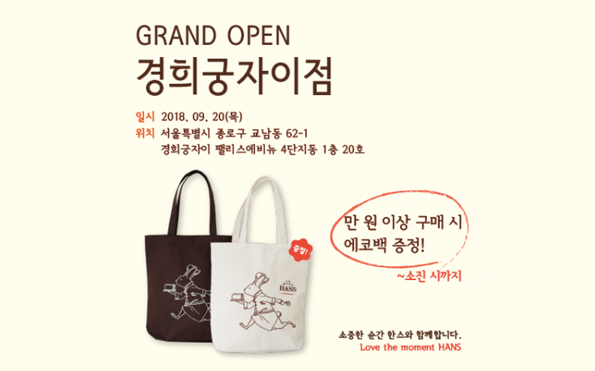 GRAND OPEN
경희궁자이점
일시 2018. 09. 20(목)
위치 서울특별시 종로구 교남동 62-1
경희궁자이 팰리스에비뉴 4단지동 1층 20호
만 원 이상 구매 시
에코백 증정!
~소진 시까지
증정!
HANS
소중한 순간 한스와 함께합니다.
Love the moment HANS